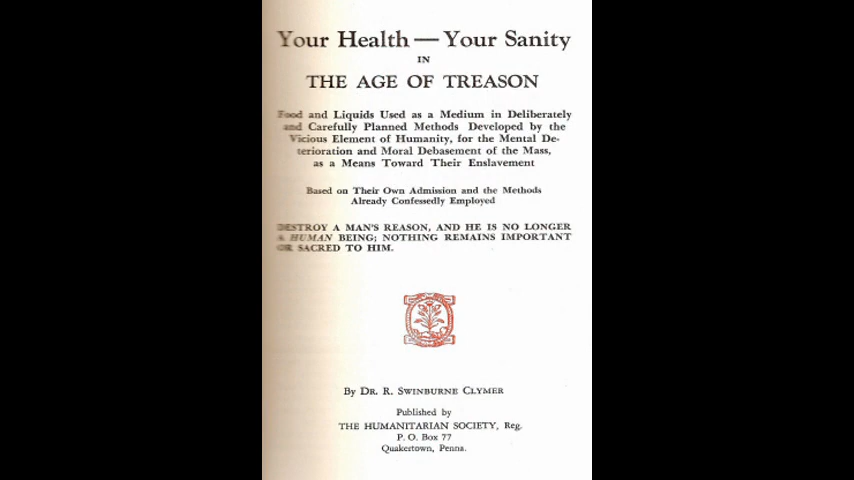 Your Health — Your Sanity
IN
THE AGE OF TREASON
Food and Liquids Used as a Medium in Deliberately
and Carefully Planned Methods Developed by the
Vicious Element of Humanity, for the Mental De-
terioration and Moral Debasement of the Mass,
as a Means Toward Their Enslavement
Based on Their Own Admission and the Methods
Already Confessedly Employed
DESTROY A MAN'S REASON, AND HE IS NO LONGER
A HUMAN BEING; NOTHING REMAINS IMPORTANT
OR SACRED TO HIM.
By DR. R. SWINBURNE CLYMER
Published by
THE HUMANITARIAN SOCIETY, Reg.
P. O. Box 77
Quakertown, Penna.